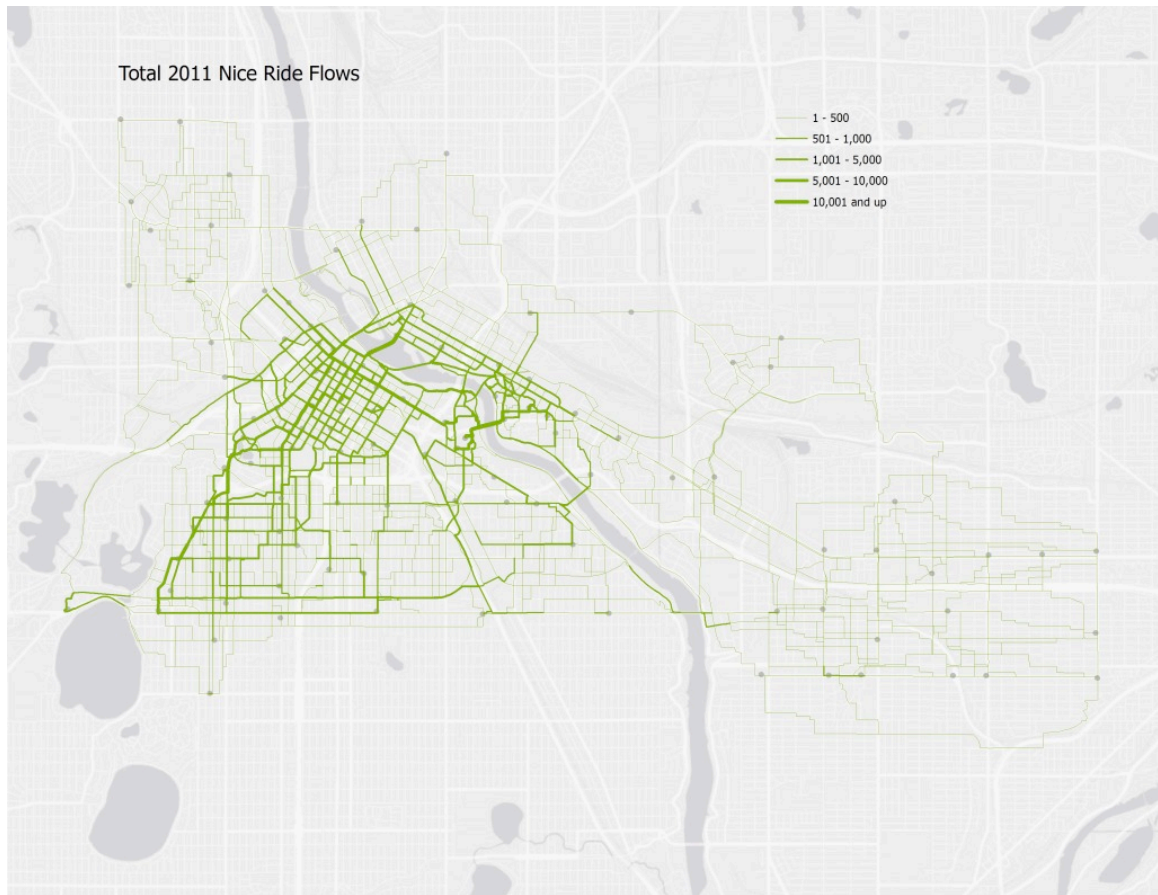 Total 2011 Nice Ride Flows
1 - 500
501 - 1,000
1,001 - 5,000
5,001 - 10,000
10,001 and up